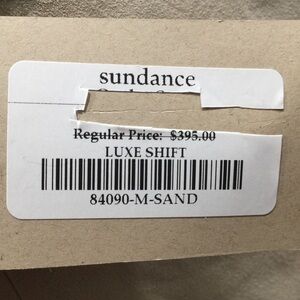 sundance
Regular Price: $395.00
LUXE SHIFT
84090-M-SAND